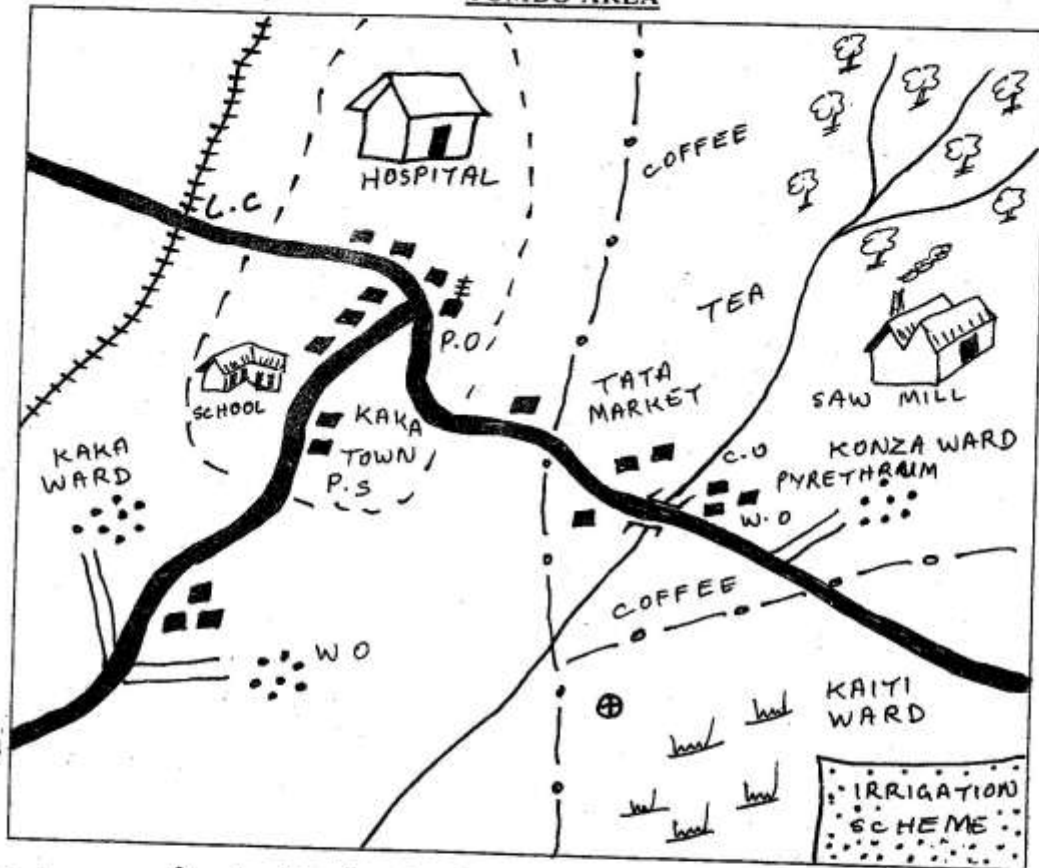 HOSPITAL
COFFEE
L.C
TEA
P.O
TATA
MARKET
SAW MILL
SCHOOL
KAKA
TOWN
P.S
KAKA
WARD
C.O
KONZA WARD
PYRETHRUM
W.O
COFFEE
W O
KAITI
WARD
IRRIGATION
SCHEME